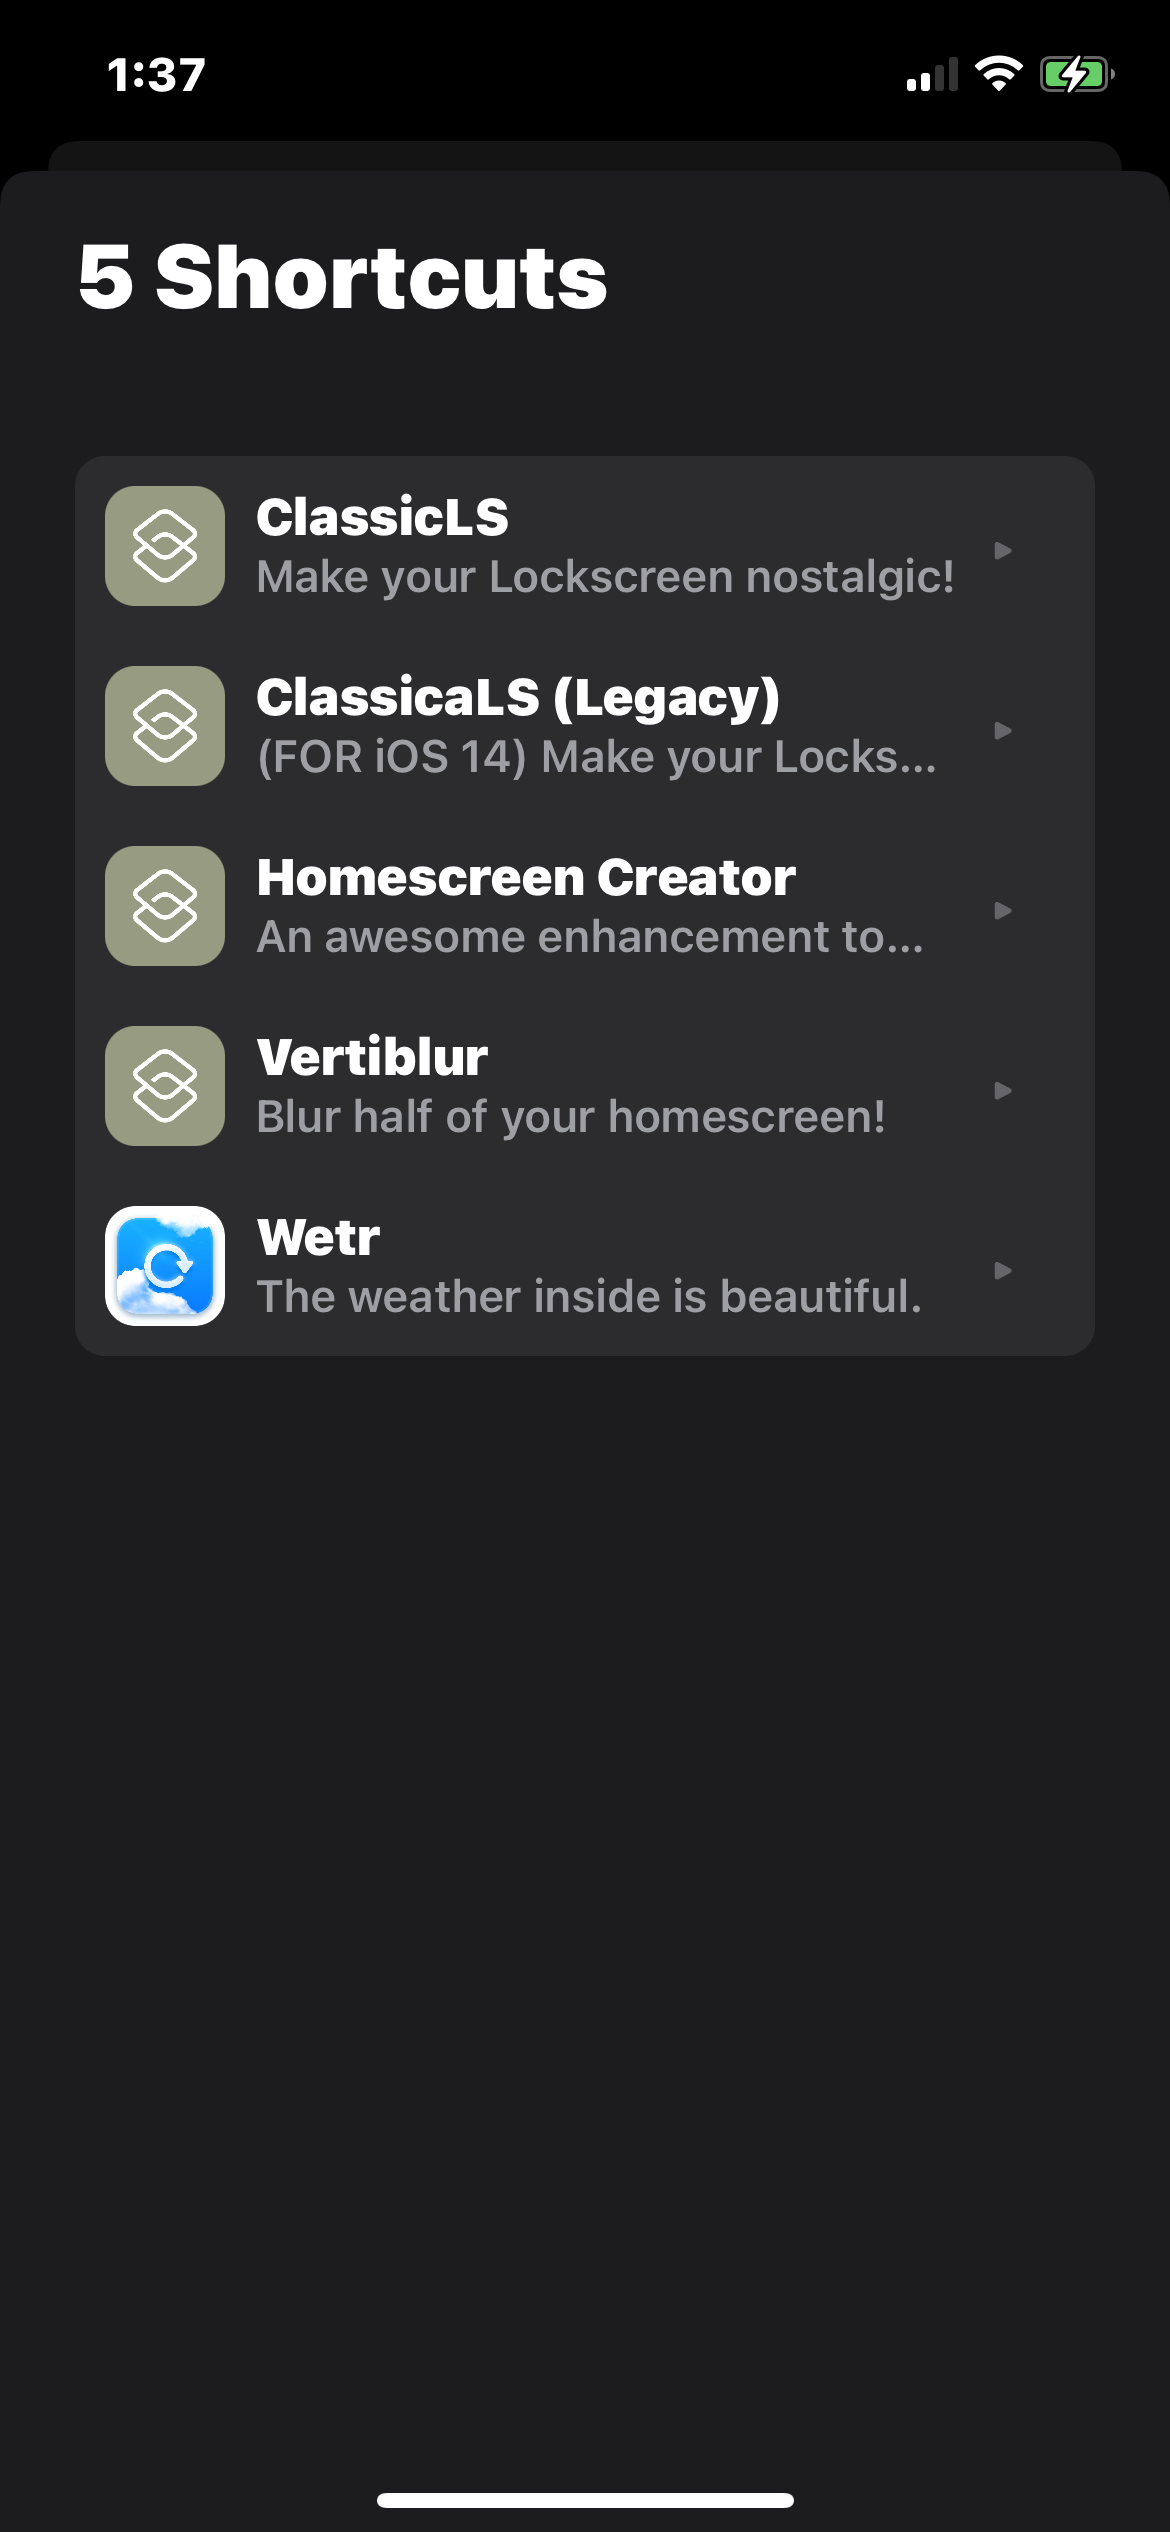 1:37
5 Shortcuts
ClassicLS
Make your Lockscreen nostalgic!
ClassicaLS (Legacy)
(FOR iOS 14) Make your Locks...
Homescreen Creator
An awesome enhancement to...
Vertiblur
Blur half of your homescreen!
Wetr
The weather inside is beautiful.